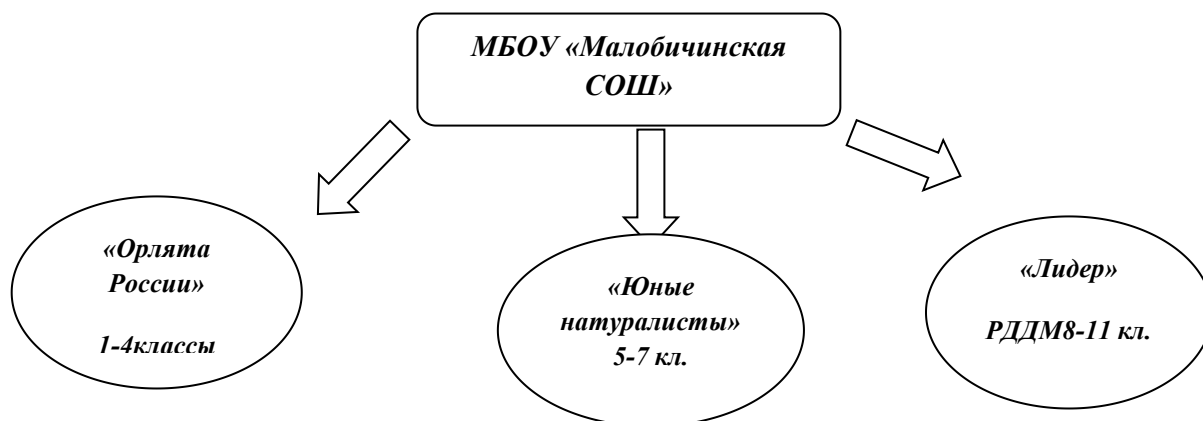 МБОУ «Малобичинская
СОШ»
«Орлята
России»
1-4классы
«Юные
натуралисты»
5-7 кл.
«Лидер»
РДДМ8-11 кл.